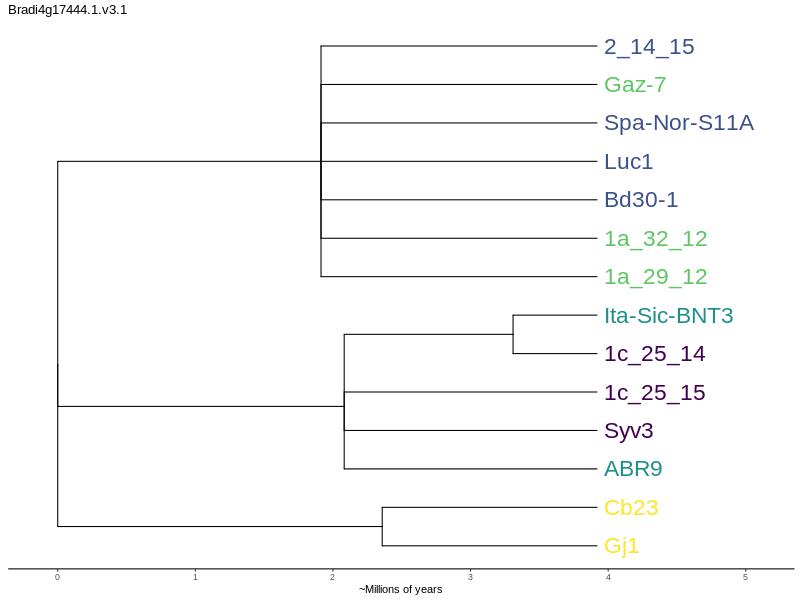 Bradi4g17444.1.v3.1
2_14_15
Gaz-7
Spa-Nor-S11A
Luc1
Bd30-1
1a_32_12
1a_29_12
Ita-Sic-BNT3
1c_25_14
1c_25_15
Syv3
ABR9
Cb23
Gj1
0 1 2 3 4 5
~Millions of years